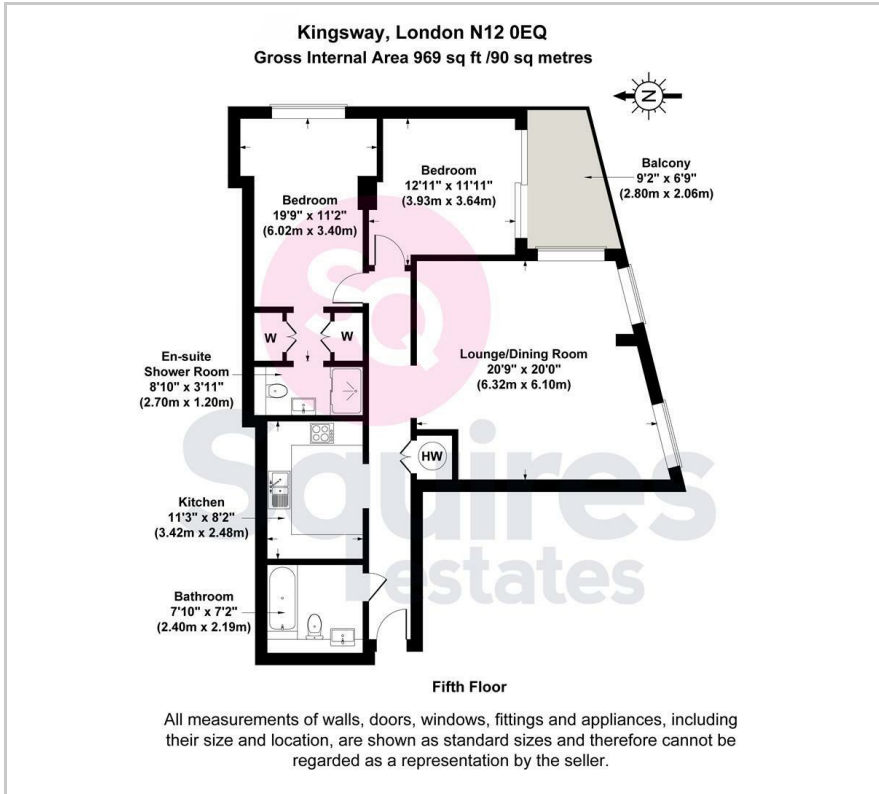 Kingsway, London N12 0EQ
Gross Internal Area 969 sq ft /90 sq metres
N
Balcony
9'2" x 6'9"
(2.80m x 2.06m)
Bedroom
12'11" x 11'11"
(3.93m x 3.64m)
Bedroom
19'9" x 11'2"
(6.02m x 3.40m)
SQ
W
W
En-suite
Shower Room
8'10" x 3'11"
(2.70m x 1.20m)
Lounge/Dining Room
20'9" x 20'0"
(6.32m x 6.10m)
HW
Squires
estates
Kitchen
11'3" x 8'2"
(3.42m x 2.48m)
Bathroom
7'10" x 7'2"
(2.40m x 2.19m)
Fifth Floor
All measurements of walls, doors, windows, fittings and appliances, including
their size and location, are shown as standard sizes and therefore cannot be
regarded as a representation by the seller.